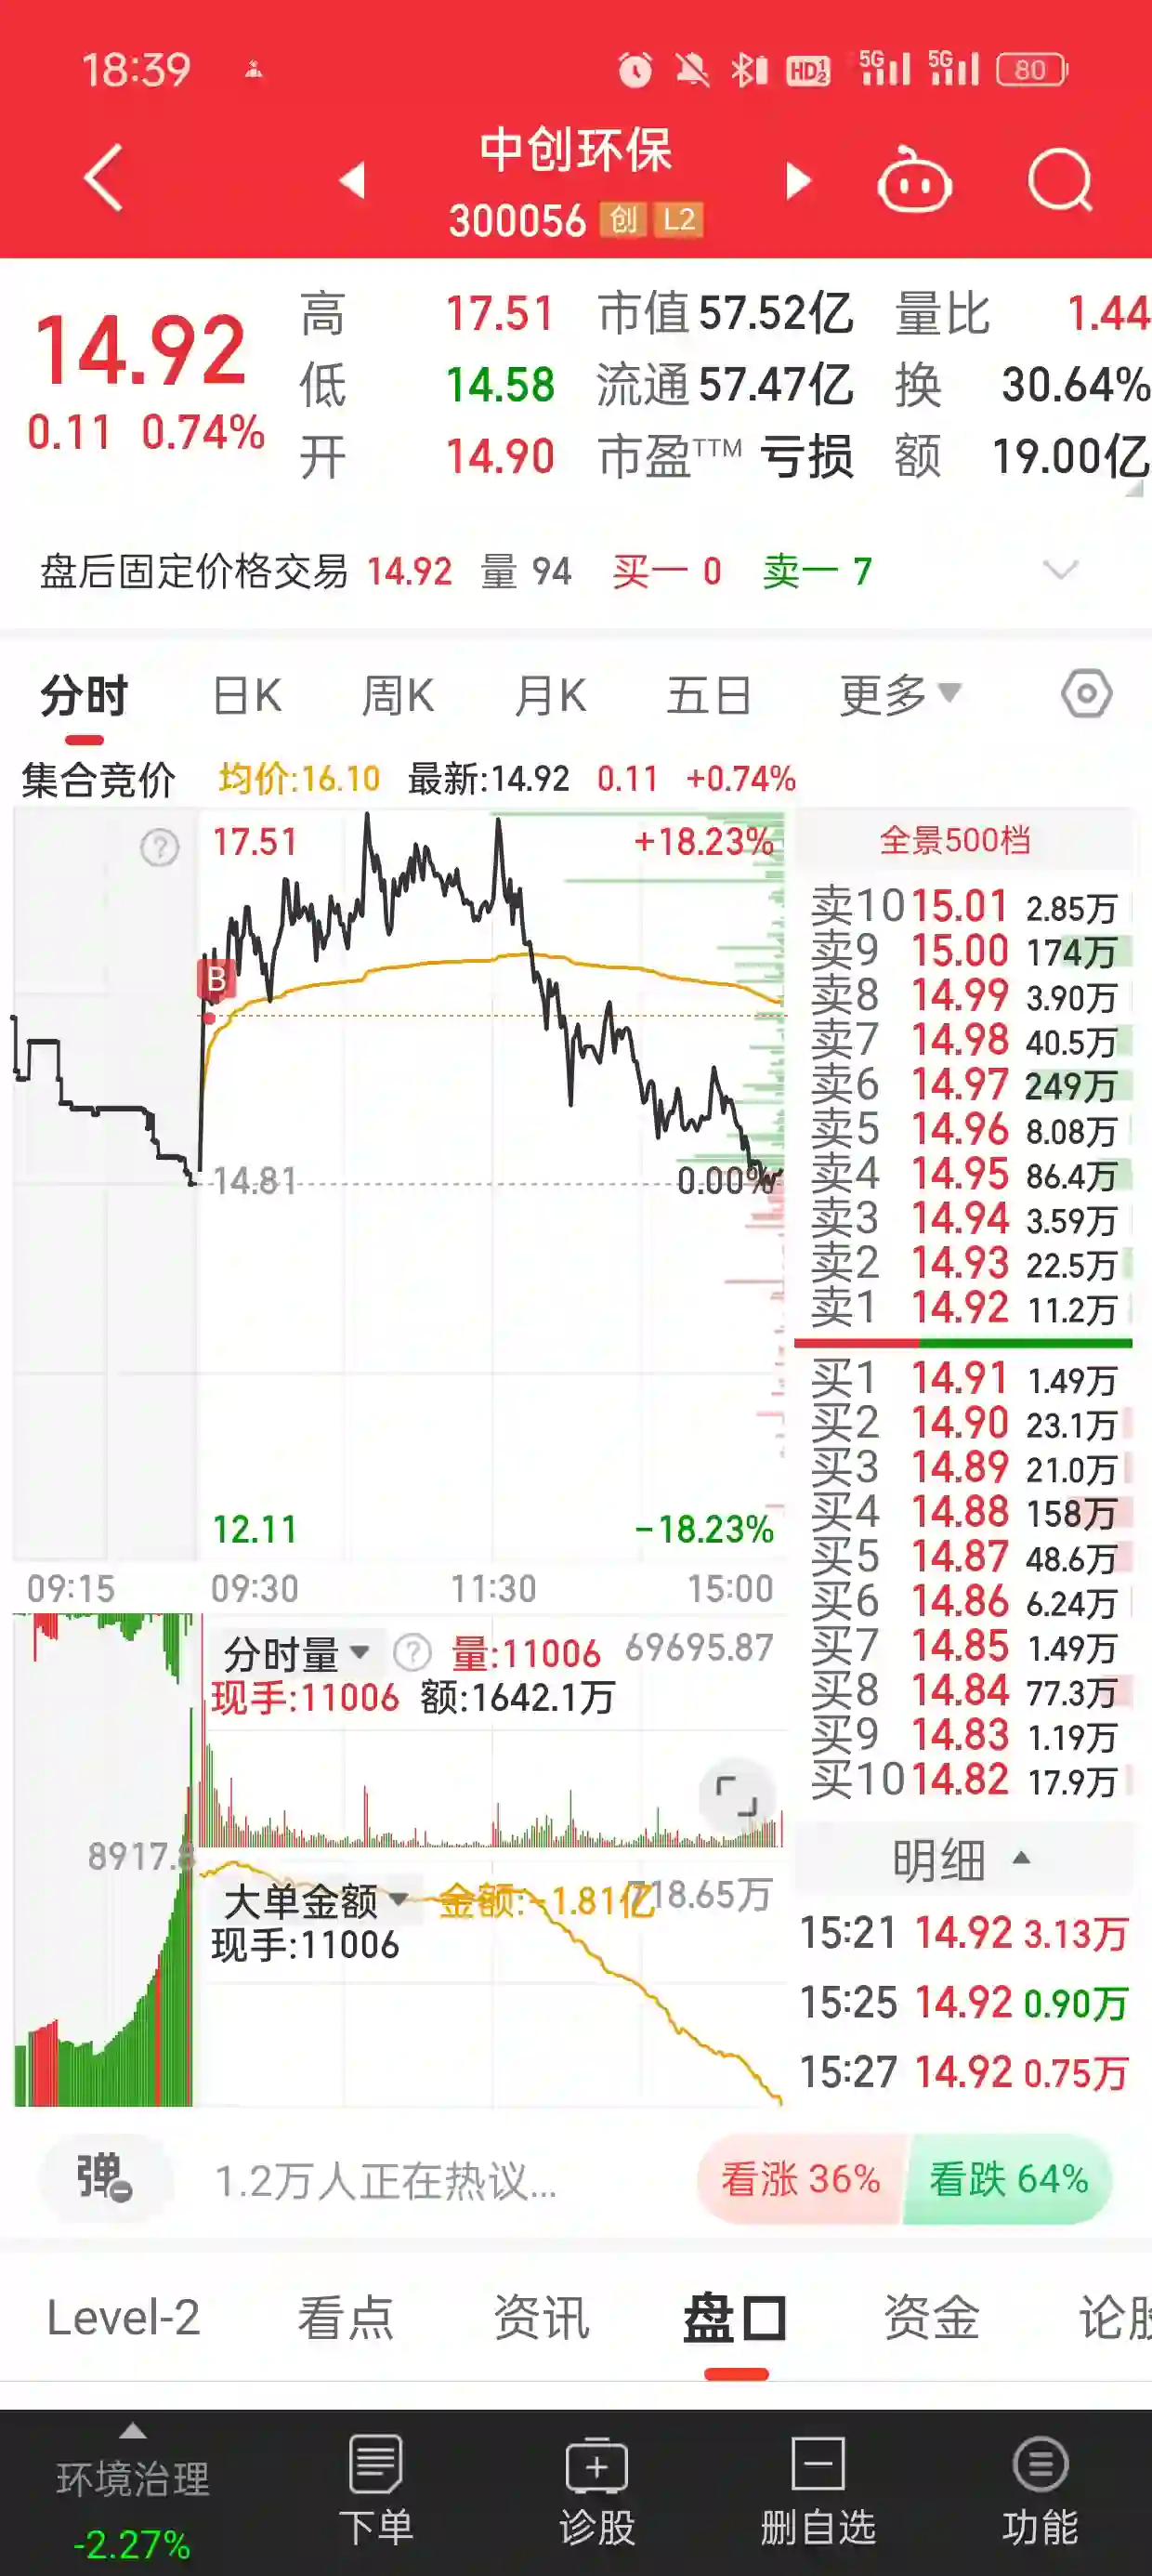 18:39 HD 1 2 5G 5G 80
中创环保
300056 创 L2
14.92
0.11 0.74%
高 17.51 市值 57.52亿 量比 1.44
低 14.58 流通 57.47亿 换 30.64%
开 14.90 市盈TTM 亏损 额 19.00亿
盘后固定价格交易 14.92 量 94 买一 0 卖一 7
分时 日K 周K 月K 五日 更多
集合竞价 均价:16.10 最新:14.92 0.11 +0.74%
? 17.51 +18.23%
B
14.81 0.00%
12.11 -18.23%
09:15 09:30 11:30 15:00
全景500档
卖10 15.01 2.85万
卖9 15.00 174万
卖8 14.99 3.90万
卖7 14.98 40.5万
卖6 14.97 249万
卖5 14.96 8.08万
卖4 14.95 86.4万
卖3 14.94 3.59万
卖2 14.93 22.5万
卖1 14.92 11.2万
买1 14.91 1.49万
买2 14.90 23.1万
买3 14.89 21.0万
买4 14.88 158万
买5 14.87 48.6万
买6 14.86 6.24万
买7 14.85 1.49万
买8 14.84 77.3万
买9 14.83 1.19万
买10 14.82 17.9万
分时量 ? 量:11006 69695.87
现手:11006 额:1642.1万
8917.8
大单金额 金额:-1.81亿 718.65万
现手:11006
明细
15:21 14.92 3.13万
15:25 14.92 0.90万
15:27 14.92 0.75万
弹 1.2万人正在热议... 看涨 36% 看跌 64%
Level-2 看点 资讯 盘口 资金 论股
环境治理 下单 诊股 删自选 功能
-2.27%